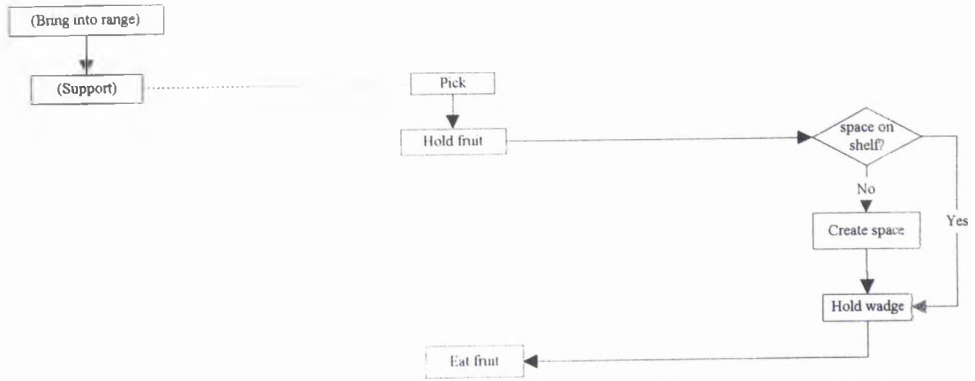 (Bring into range)
(Support)
Pick
Hold fruit
space on
shelf?
No
Create space
Yes
Hold wadge
Eat fruit